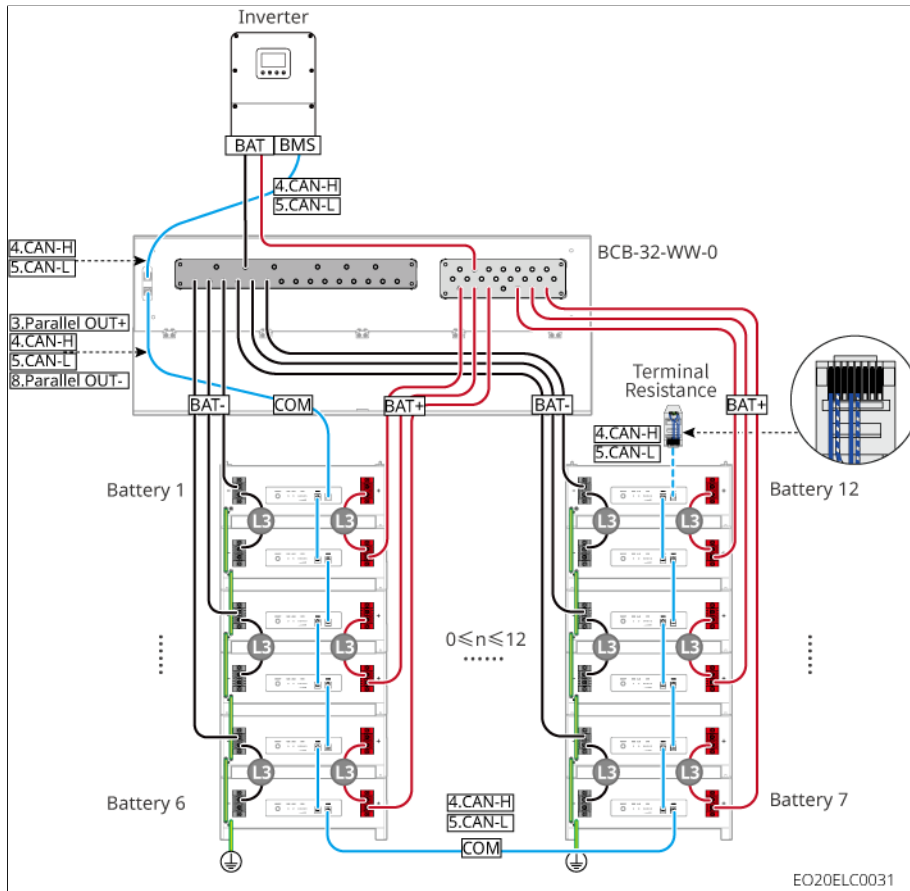 Inverter
BAT
BMS
4.CAN-H
5.CAN-L
4.CAN-H
5.CAN-L
BCB-32-WW-0
3.Parallel OUT+
4.CAN-H
5.CAN-L
8.Parallel OUT-
BAT-
COM
BAT+
BAT-
Terminal
Resistance
BAT+
4.CAN-H
5.CAN-L
Battery 1
Battery 12
L3
L3
L3
L3
0≤n≤12
......
......
......
L3
L3
L3
L3
L3
L3
L3
L3
Battery 6
Battery 7
4.CAN-H
5.CAN-L
COM
EO20ELC0031